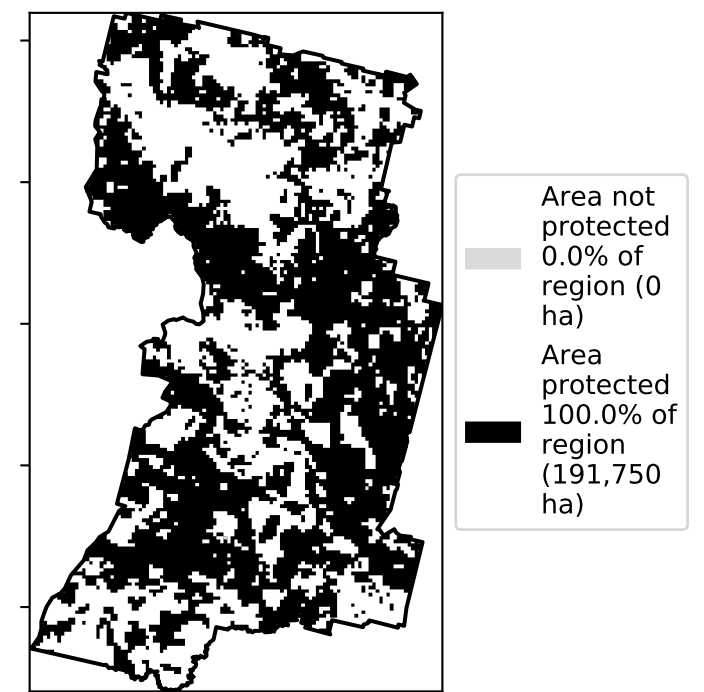 Area not
protected
0.0% of
region (0
ha)
Area
protected
100.0% of
region
(191,750
ha)